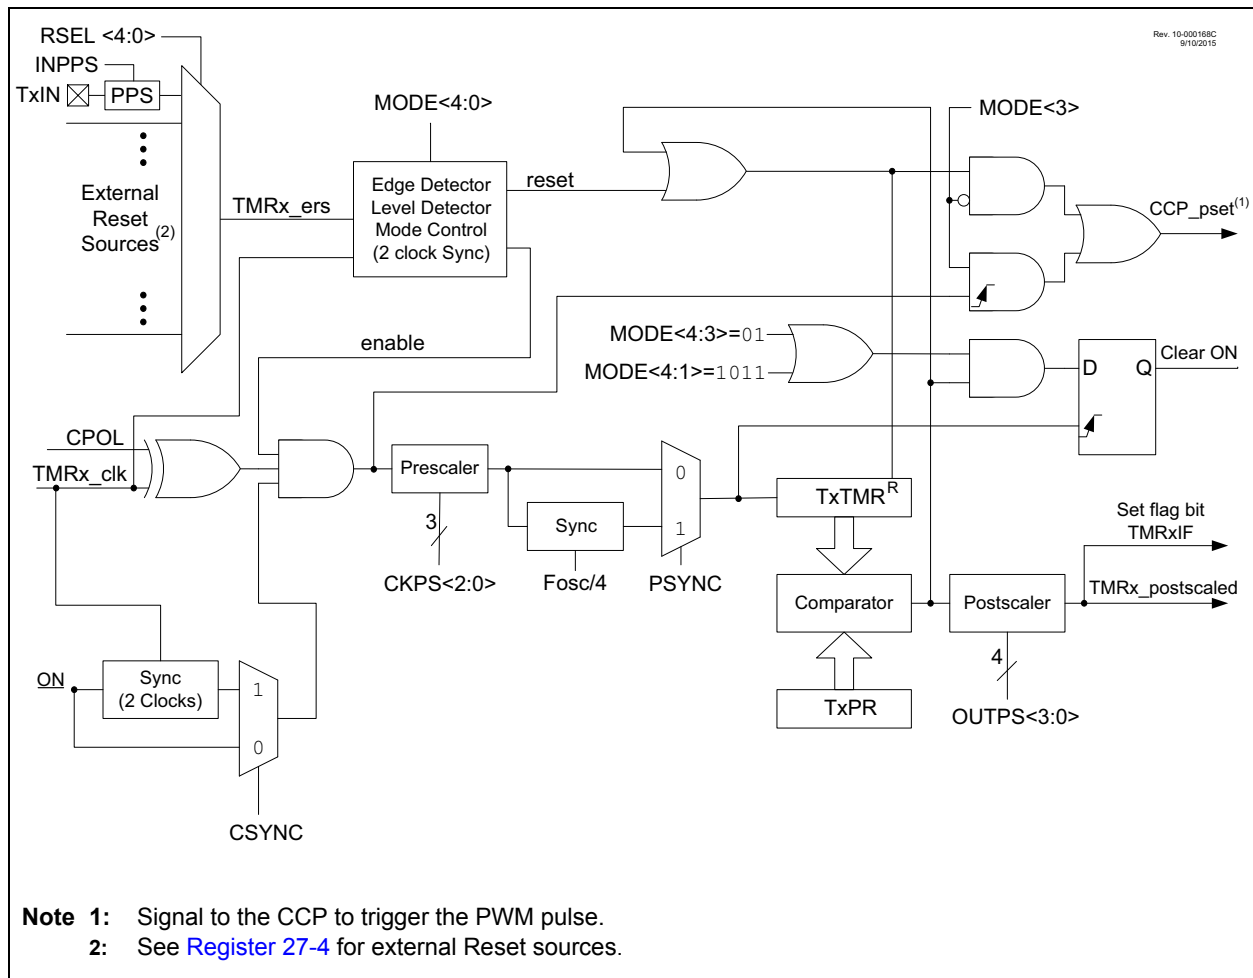 Rev. 10-000168C
9/10/2015
RSEL <4:0>
INPPS
TxIN
PPS
MODE<4:0>
MODE<3>
External
Reset
Sources(2)
TMRx_ers
Edge Detector
Level Detector
Mode Control
(2 clock Sync)
reset
CCP_pset(1)
enable
MODE<4:3>=01
MODE<4:1>=1011
D
Q
Clear ON
CPOL
TMRx_clk
Prescaler
3
CKPS<2:0>
Sync
Fosc/4
0
1
PSYNC
TxTMR
R
Comparator
TxPR
Postscaler
4
OUTPS<3:0>
Set flag bit
TMRxIF
TMRx_postscaled
ON
Sync
(2 Clocks)
1
0
CSYNC
Note 1: Signal to the CCP to trigger the PWM pulse.
2: See Register 27-4 for external Reset sources.